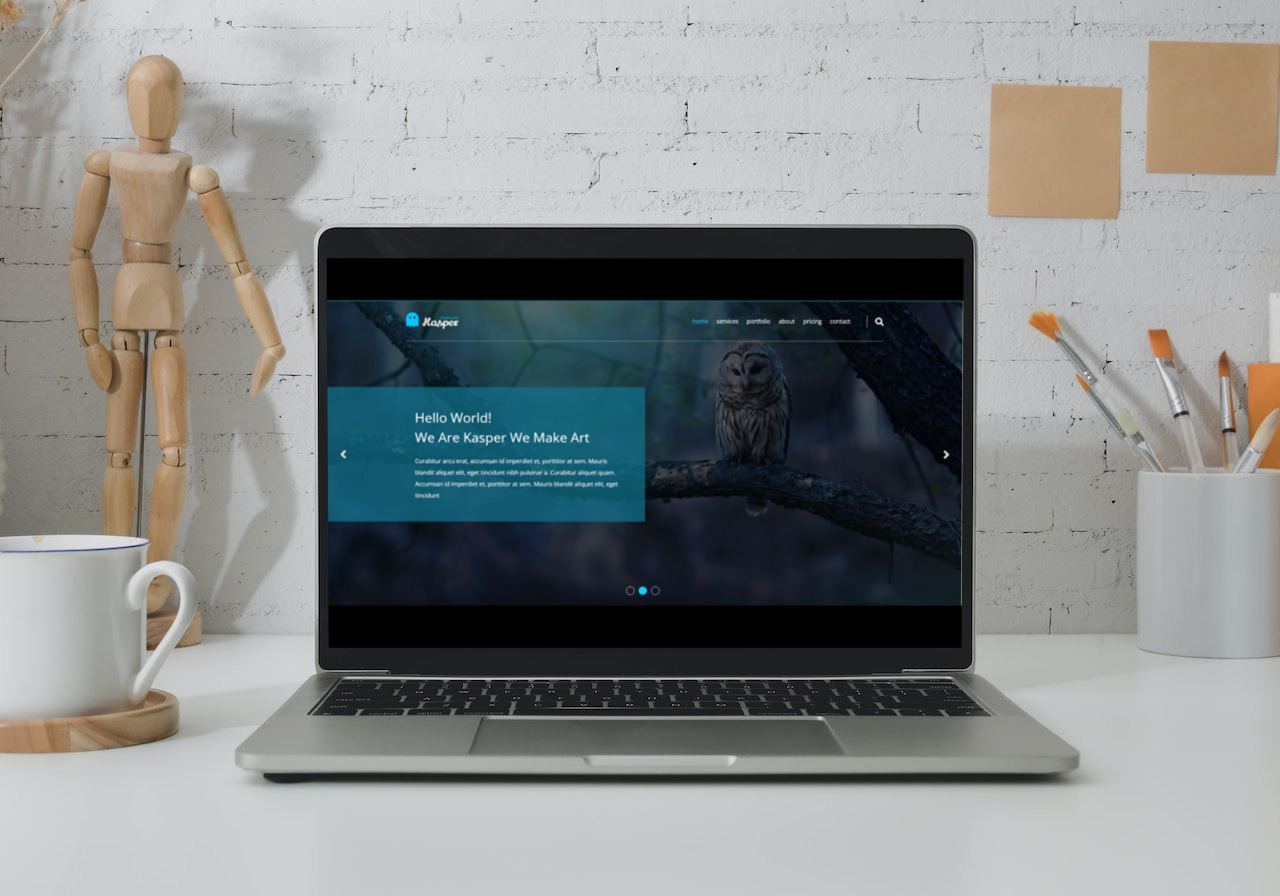 Kasper
home services portfolio about pricing contact
Hello World!
We Are Kasper We Make Art
Curabitur arcu erat, accumsan id imperdiet et, porttitor at sem. Mauris
blandit aliquet elit, eget tincidunt nibh pulvinar a. Curabitur aliquet quam.
Accumsan id imperdiet et, porttitor at sem. Mauris blandit aliquet elit, eget
tincidunt